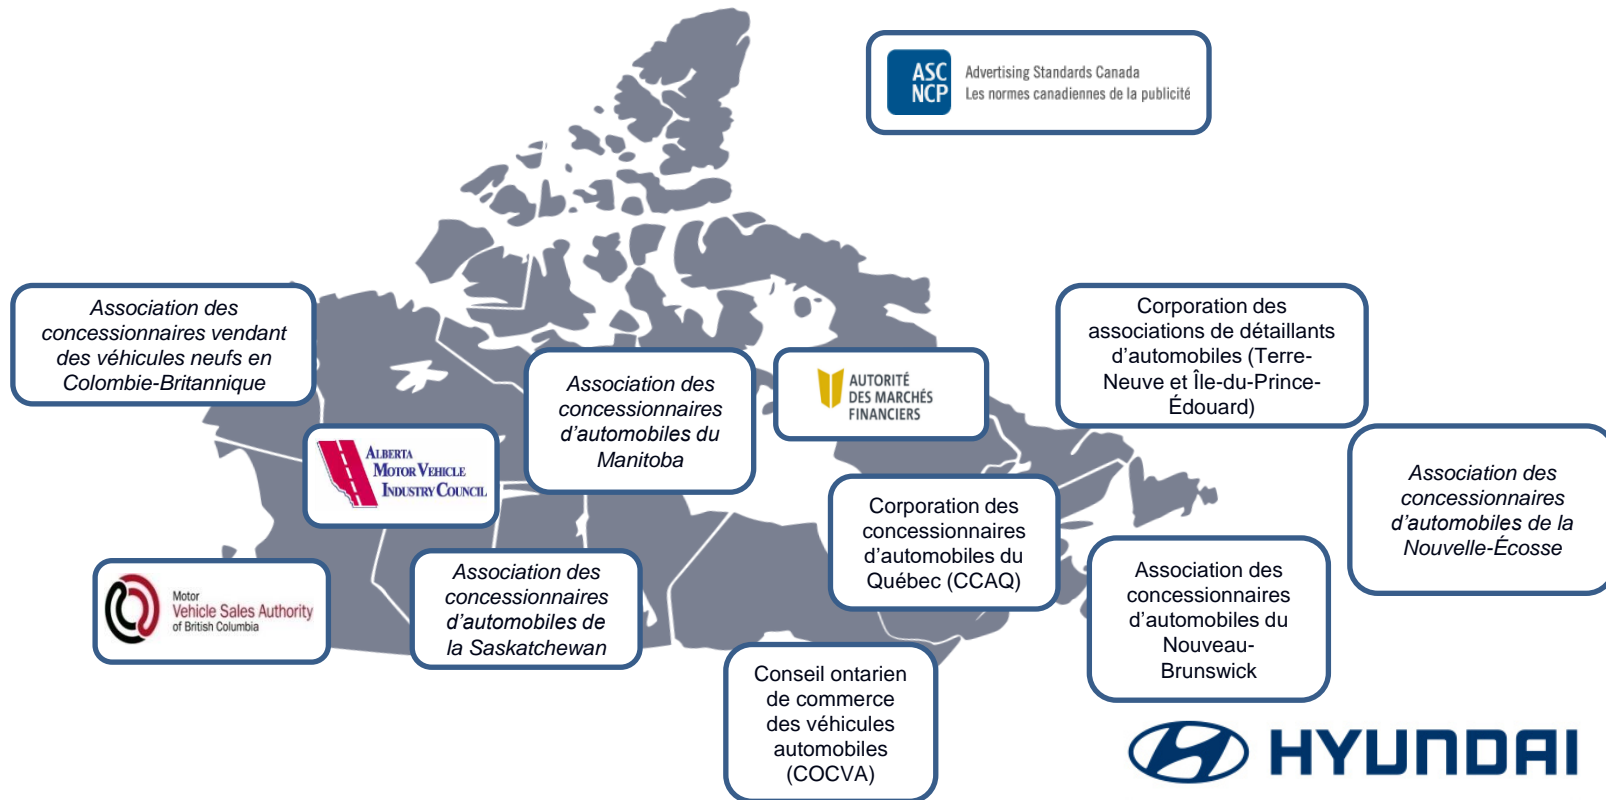 ASC
NCP
Advertising Standards Canada
Les normes canadiennes de la publicité
Association des
concessionnaires vendant
des véhicules neufs en
Colombie-Britannique
Corporation des
associations de détaillants
d’automobiles (Terre-
Neuve et Île-du-Prince-
Édouard)
Association des
concessionnaires
d’automobiles du
Manitoba
AUTORITÉ
DES MARCHÉS
FINANCIERS
ALBERTA
MOTOR VEHICLE
INDUSTRY COUNCIL
Association des
concessionnaires
d’automobiles de la
Nouvelle-Écosse
Corporation des
concessionnaires
d’automobiles du
Québec (CCAQ)
Motor
Vehicle Sales Authority
of British Columbia
Association des
concessionnaires
d’automobiles de
la Saskatchewan
Association des
concessionnaires
d’automobiles du
Nouveau-
Brunswick
Conseil ontarien
de commerce
des véhicules
automobiles
(COCVA)
HYUNDAI